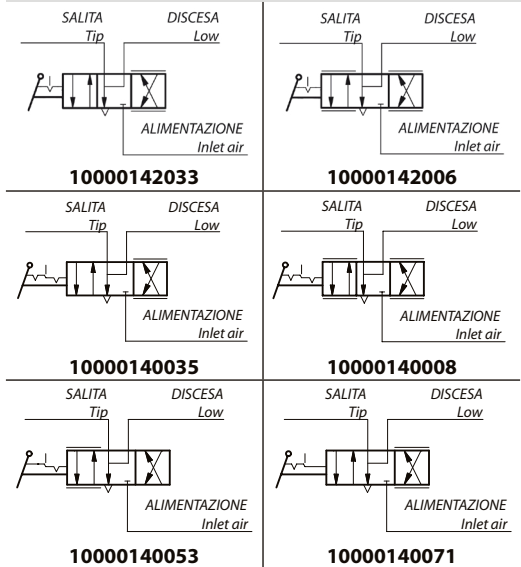 SALITA DISCESA
Tip Low
ALIMENTAZIONE
Inlet air
10000142033
SALITA DISCESA
Tip Low
ALIMENTAZIONE
Inlet air
10000142006
SALITA DISCESA
Tip Low
ALIMENTAZIONE
Inlet air
10000140035
SALITA DISCESA
Tip Low
ALIMENTAZIONE
Inlet air
10000140008
SALITA DISCESA
Tip Low
ALIMENTAZIONE
Inlet air
10000140053
SALITA DISCESA
Tip Low
ALIMENTAZIONE
Inlet air
10000140071